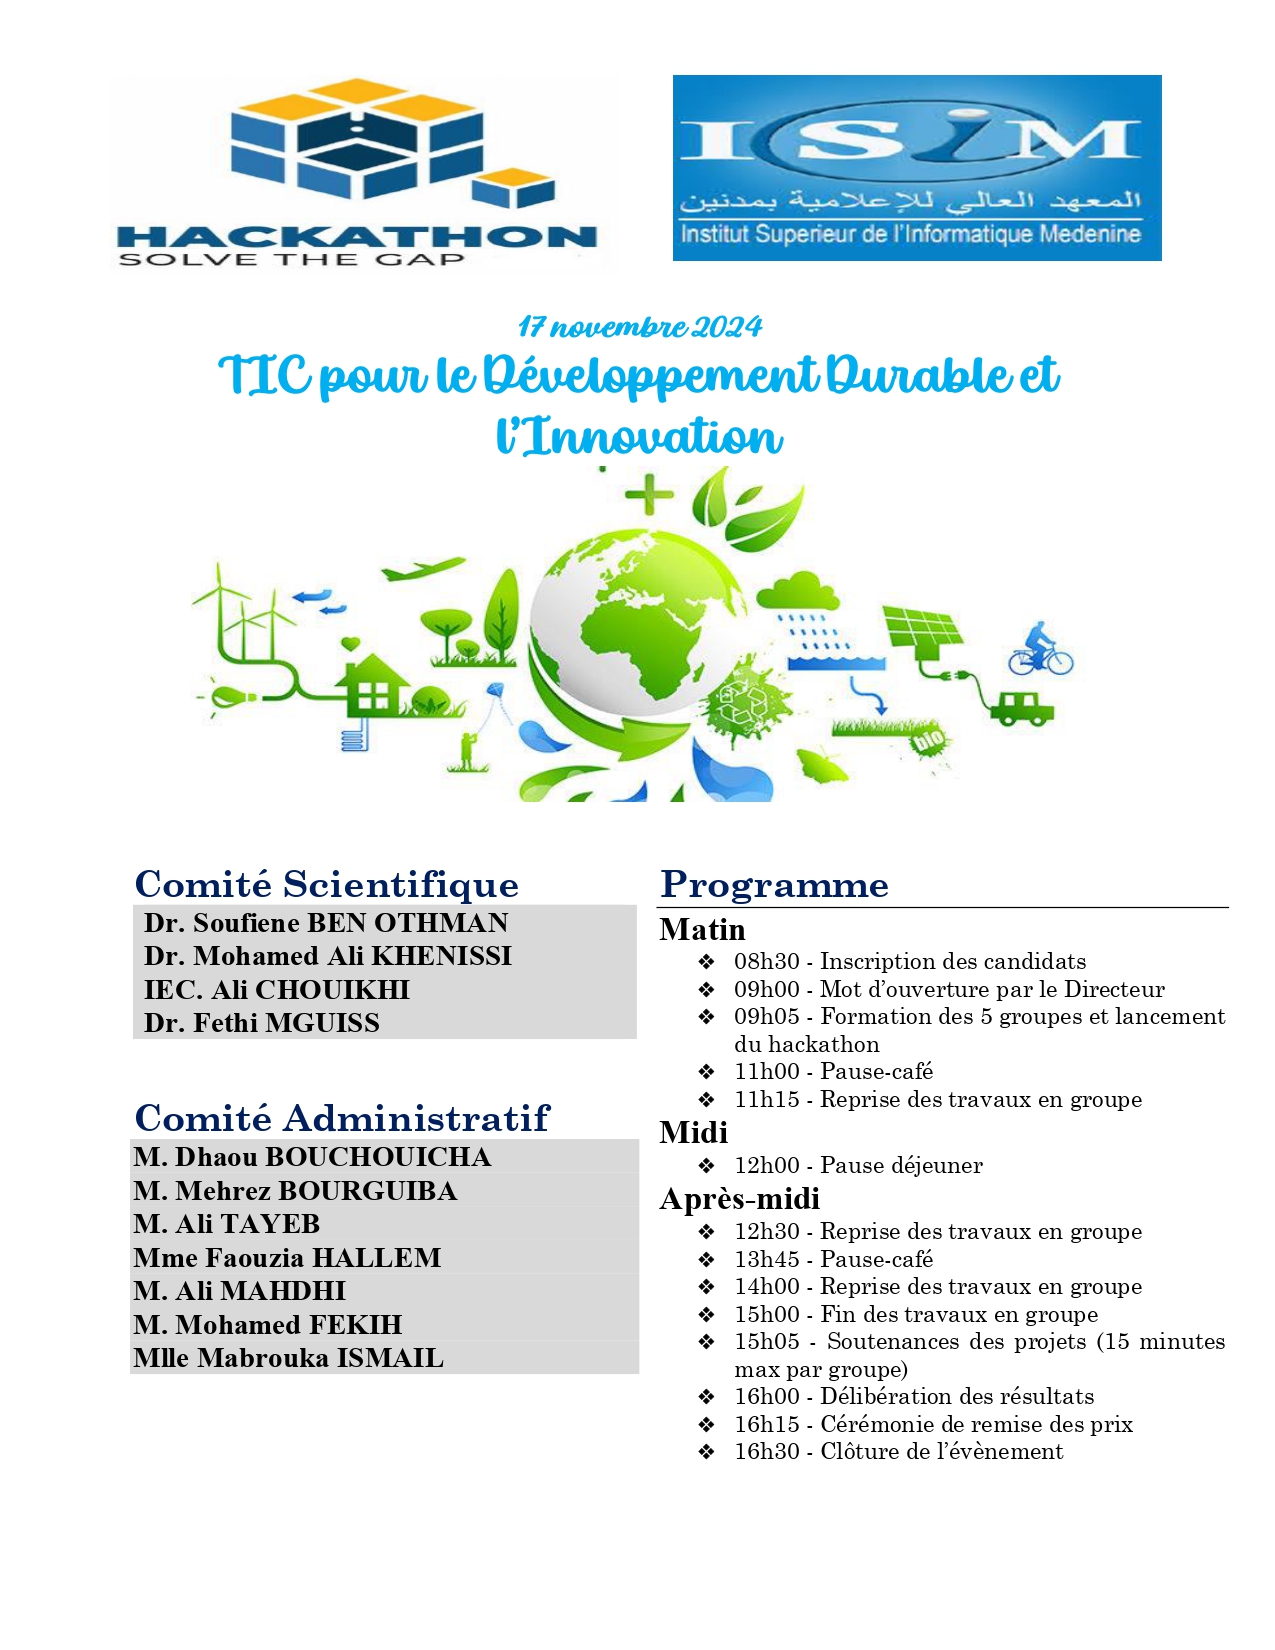 HACKATHON
SOLVE THE GAP
ISiM
المعهد العالي للإعلامية بمدنين
Institut Superieur de l'Informatique Medenine
17 novembre 2024
TIC pour le Développement Durable et
l'Innovation
bio
Comité Scientifique
Dr. Soufiene BEN OTHMAN
Dr. Mohamed Ali KHENISSI
IEC. Ali CHOUIKHI
Dr. Fethi MGUISS
Comité Administratif
M. Dhaou BOUCHOUICHA
M. Mehrez BOURGUIBA
M. Ali TAYEB
Mme Faouzia HALLEM
M. Ali MAHDHI
M. Mohamed FEKIH
Mlle Mabrouka ISMAIL
Programme
Matin
❖ 08h30 - Inscription des candidats
❖ 09h00 - Mot d'ouverture par le Directeur
❖ 09h05 - Formation des 5 groupes et lancement
du hackathon
❖ 11h00 - Pause-café
❖ 11h15 - Reprise des travaux en groupe
Midi
❖ 12h00 - Pause déjeuner
Après-midi
❖ 12h30 - Reprise des travaux en groupe
❖ 13h45 - Pause-café
❖ 14h00 - Reprise des travaux en groupe
❖ 15h00 - Fin des travaux en groupe
❖ 15h05 - Soutenances des projets (15 minutes
max par groupe)
❖ 16h00 - Délibération des résultats
❖ 16h15 - Cérémonie de remise des prix
❖ 16h30 - Clôture de l'évènement